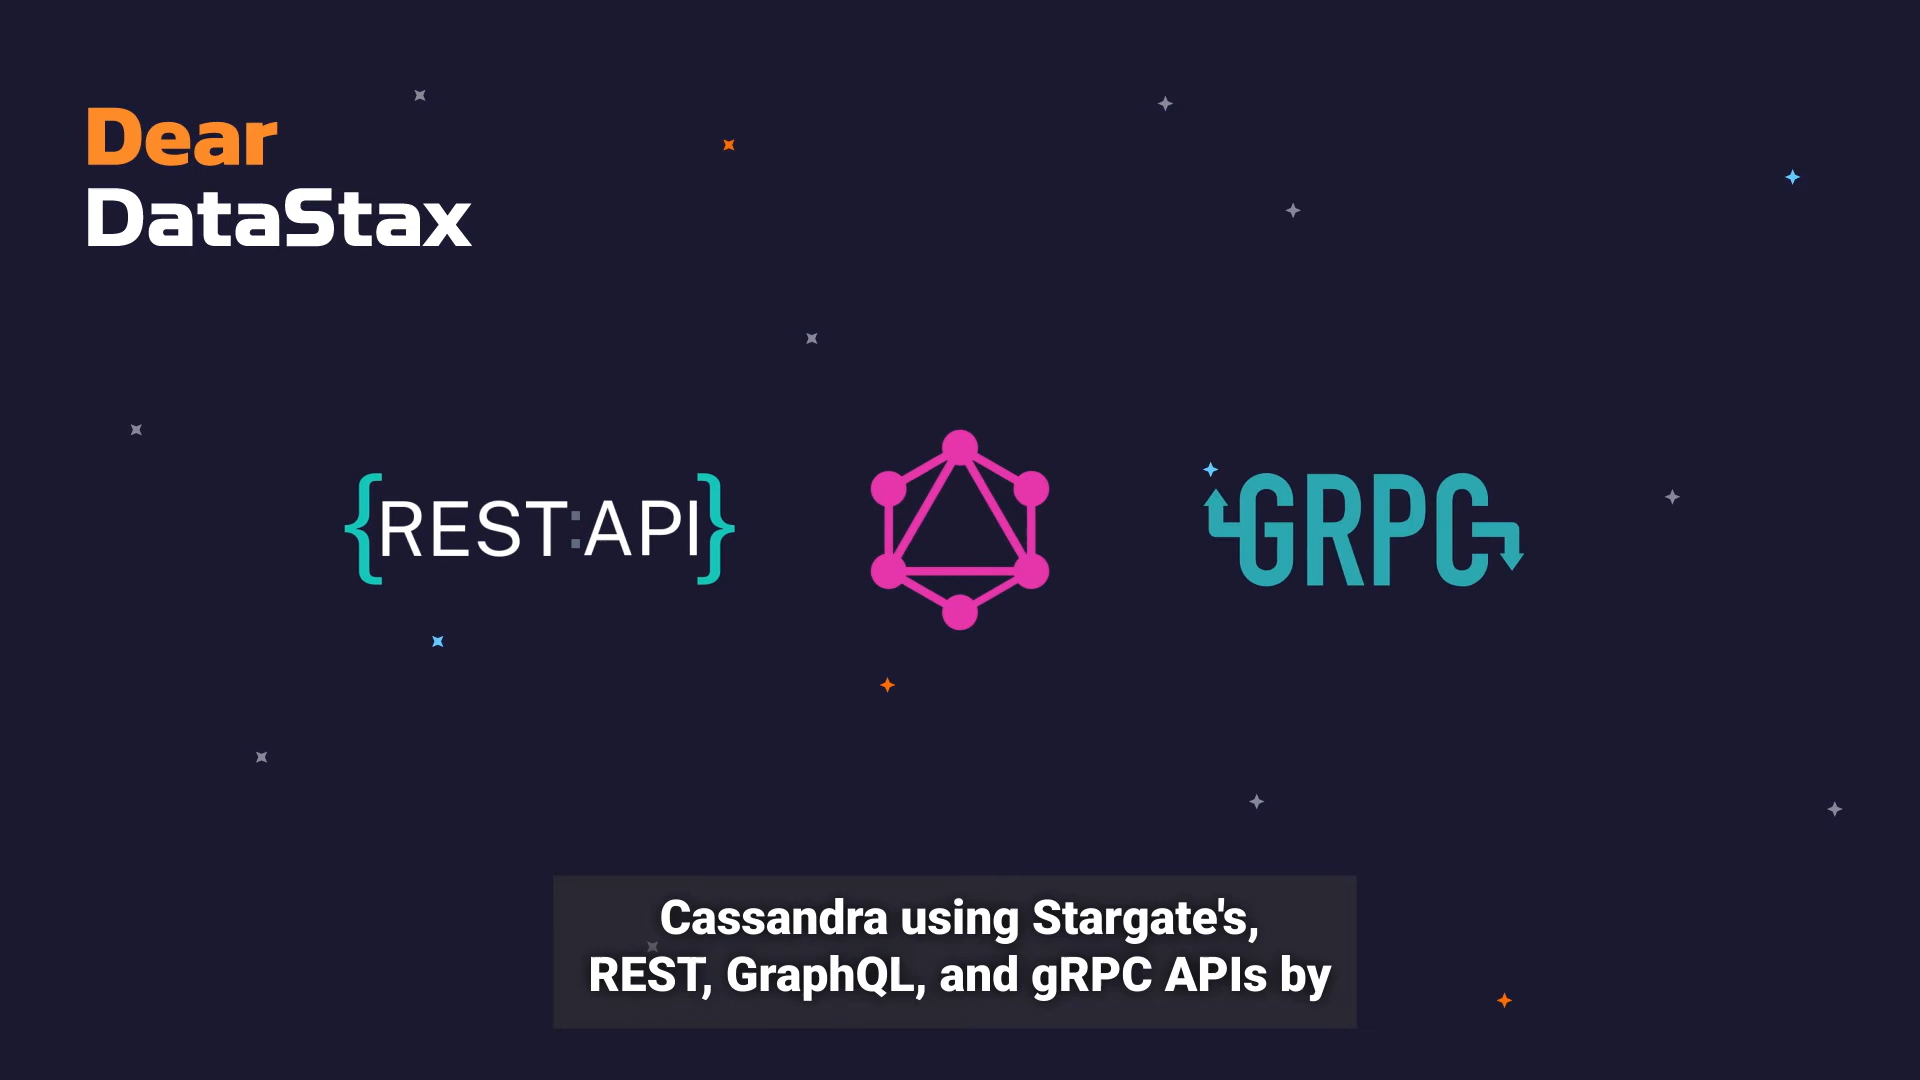 Dear
DataStax
{REST:API}
GRPC
Cassandra using Stargate's,
REST, GraphQL, and gRPC APIs by